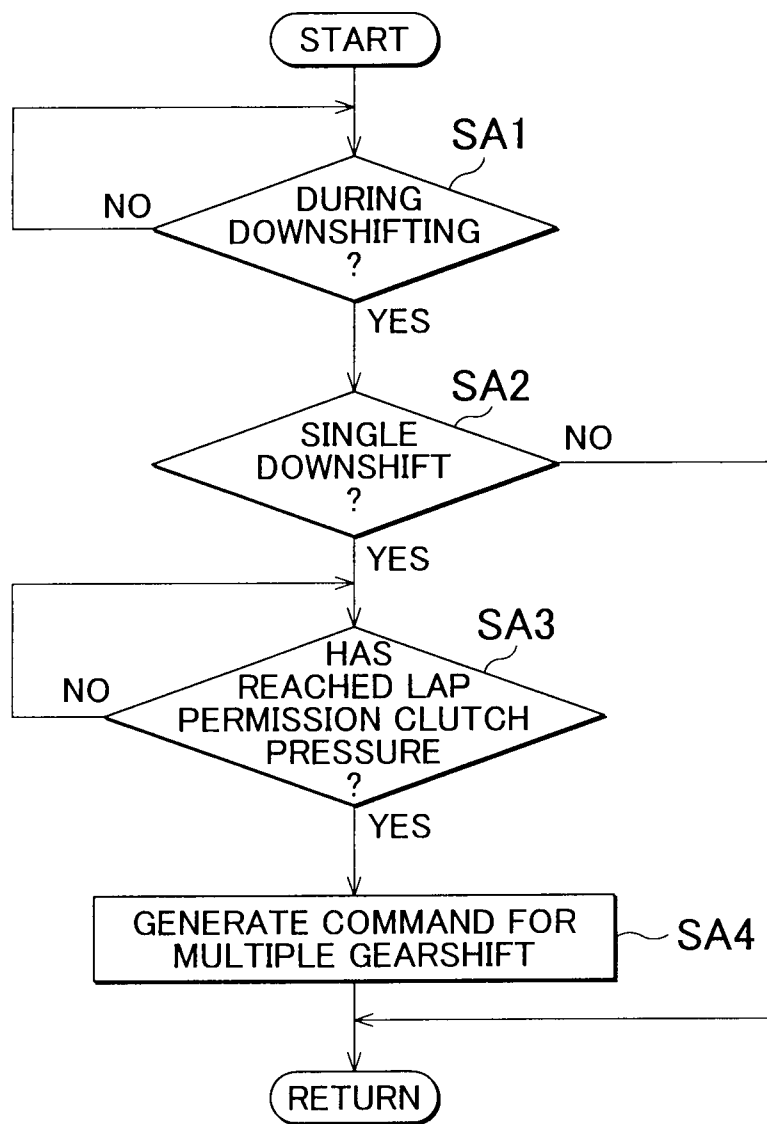 START
SA1
DURING
DOWNSHIFTING
?
NO
YES
SA2
SINGLE
DOWNSHIFT
?
NO
YES
SA3
HAS
REACHED LAP
PERMISSION CLUTCH
PRESSURE
?
NO
YES
GENERATE COMMAND FOR
MULTIPLE GEARSHIFT
SA4
RETURN